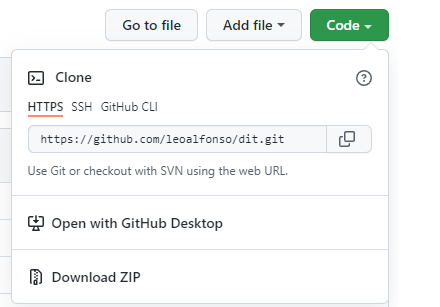 Go to file Add file Code
Clone
HTTPS SSH GitHub CLI
https://github.com/leoalfonso/dit.git
Use Git or checkout with SVN using the web URL.
Open with GitHub Desktop
Download ZIP